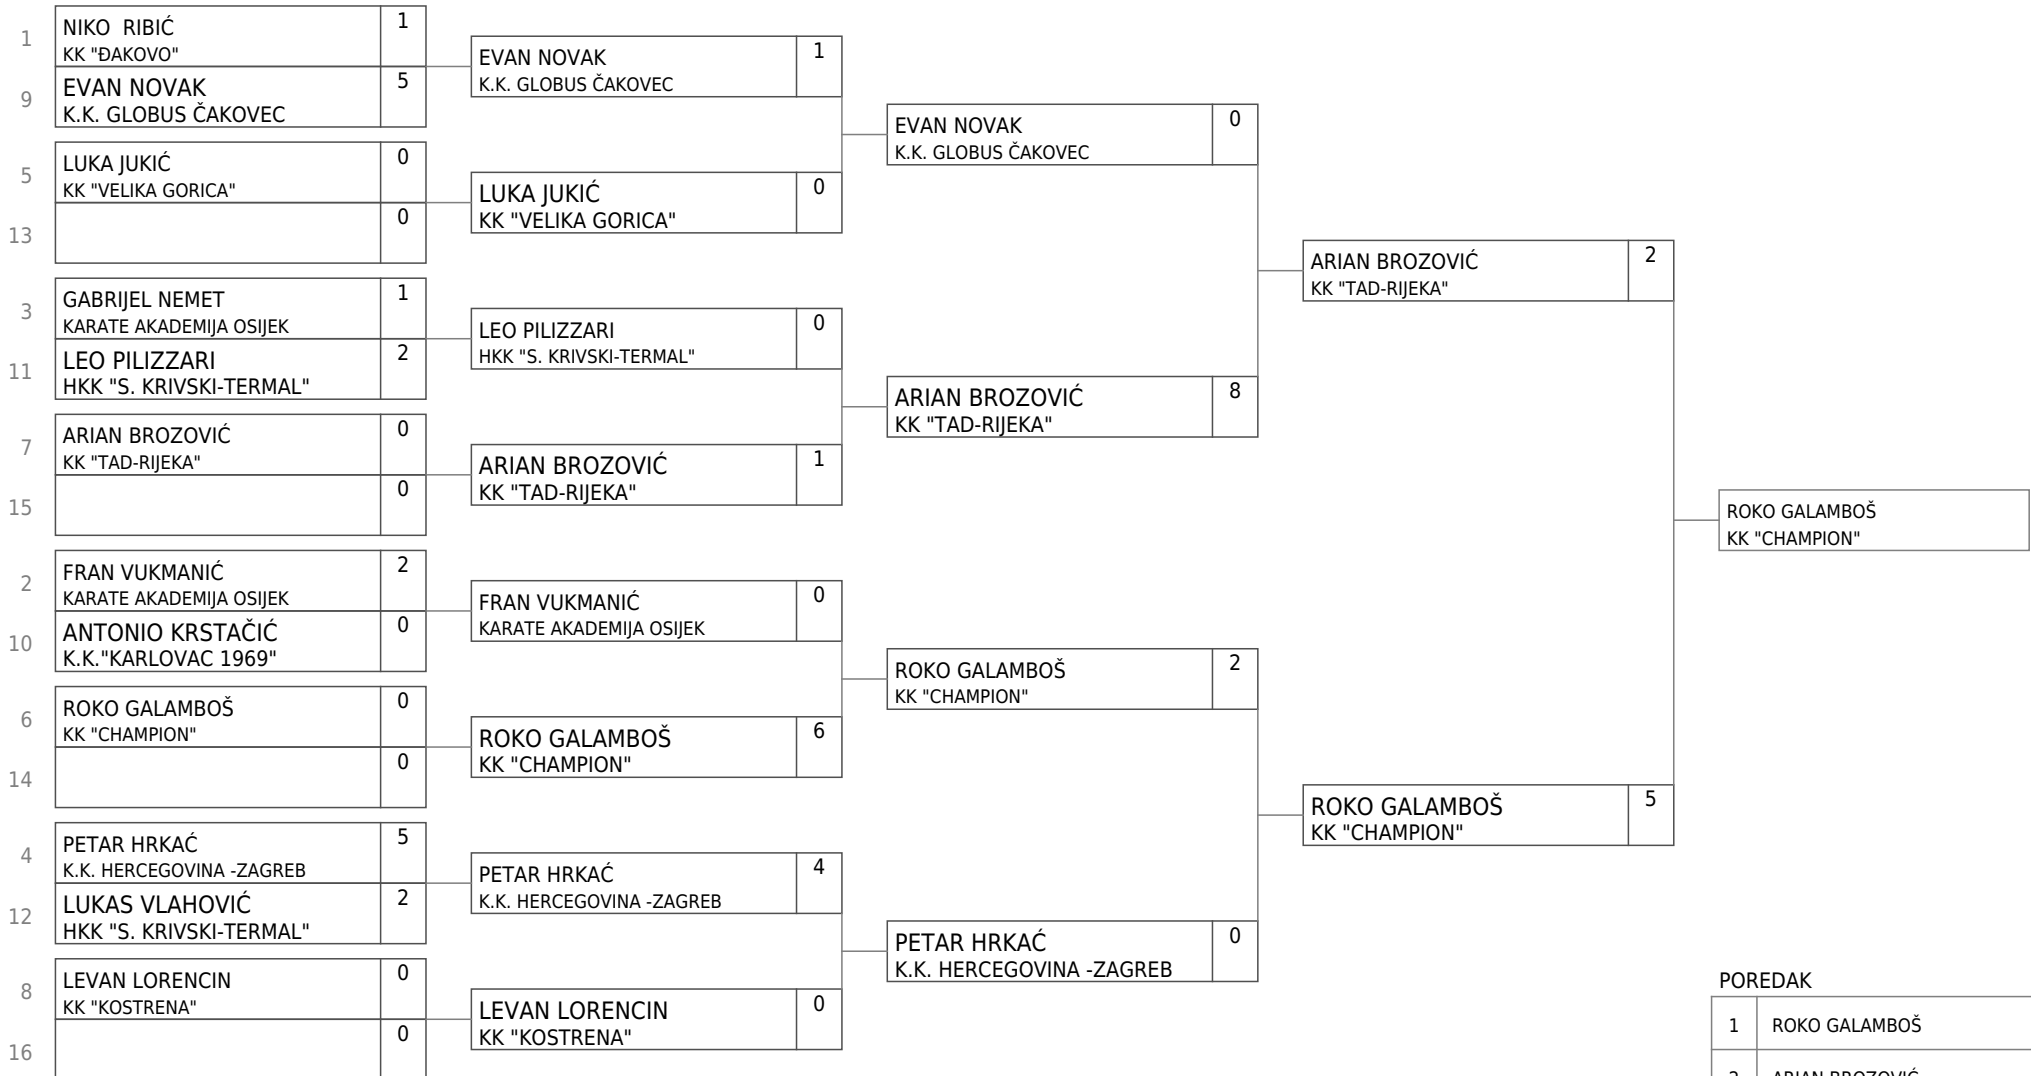 1
NIKO  RIBIĆ
KK "ĐAKOVO"
1
9
EVAN NOVAK
K.K. GLOBUS ČAKOVEC
5
5
LUKA JUKIĆ
KK "VELIKA GORICA"
0
13
0
3
GABRIJEL NEMET
KARATE AKADEMIJA OSIJEK
1
11
LEO PILIZZARI
HKK "S. KRIVSKI-TERMAL"
2
7
ARIAN BROZOVIĆ
KK "TAD-RIJEKA"
0
15
0
2
FRAN VUKMANIĆ
KARATE AKADEMIJA OSIJEK
2
10
ANTONIO KRSTAČIĆ
K.K."KARLOVAC 1969"
0
6
ROKO GALAMBOŠ
KK "CHAMPION"
0
14
0
4
PETAR HRKAĆ
K.K. HERCEGOVINA -ZAGREB
5
12
LUKAS VLAHOVIĆ
HKK "S. KRIVSKI-TERMAL"
2
8
LEVAN LORENCIN
KK "KOSTRENA"
0
16
0
EVAN NOVAK
K.K. GLOBUS ČAKOVEC
1
LUKA JUKIĆ
KK "VELIKA GORICA"
0
LEO PILIZZARI
HKK "S. KRIVSKI-TERMAL"
0
ARIAN BROZOVIĆ
KK "TAD-RIJEKA"
1
FRAN VUKMANIĆ
KARATE AKADEMIJA OSIJEK
0
ROKO GALAMBOŠ
KK "CHAMPION"
6
PETAR HRKAĆ
K.K. HERCEGOVINA -ZAGREB
4
LEVAN LORENCIN
KK "KOSTRENA"
0
EVAN NOVAK
K.K. GLOBUS ČAKOVEC
0
ARIAN BROZOVIĆ
KK "TAD-RIJEKA"
8
ROKO GALAMBOŠ
KK "CHAMPION"
2
PETAR HRKAĆ
K.K. HERCEGOVINA -ZAGREB
0
ARIAN BROZOVIĆ
KK "TAD-RIJEKA"
2
ROKO GALAMBOŠ
KK "CHAMPION"
5
ROKO GALAMBOŠ
KK "CHAMPION"
POREDAK
1 ROKO GALAMBOŠ
2 ARIAN BROZOVIĆ